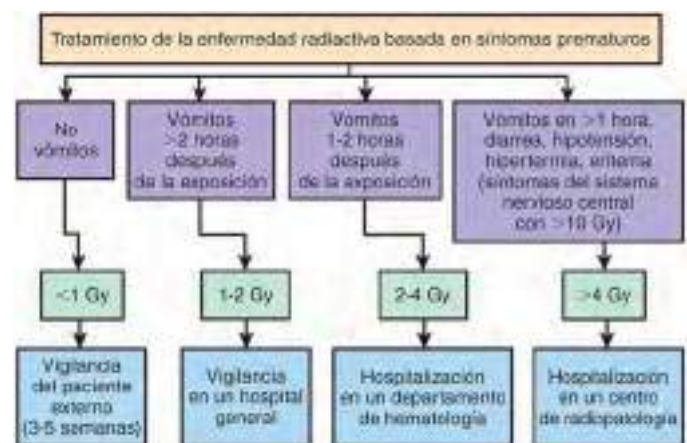 Tratamiento de la enfermedad radiactiva basada en síntomas prematuros
No
vómitos
Vómitos
>2 horas
después
de la exposición
Vómitos
1-2 horas
después
de la exposición
Vómitos en >1 hora,
diarrea, hipotensión,
hipertermia, eritema
(síntomas del sistema
nervioso central
con >10 Gy)
<1 Gy
1-2 Gy
2-4 Gy
>4 Gy
Vigilancia
del paciente
externo
(3-5 semanas)
Vigilancia
en un hospital
general
Hospitalización
en un departamento
de hematología
Hospitalización
en un centro
de radiopatología